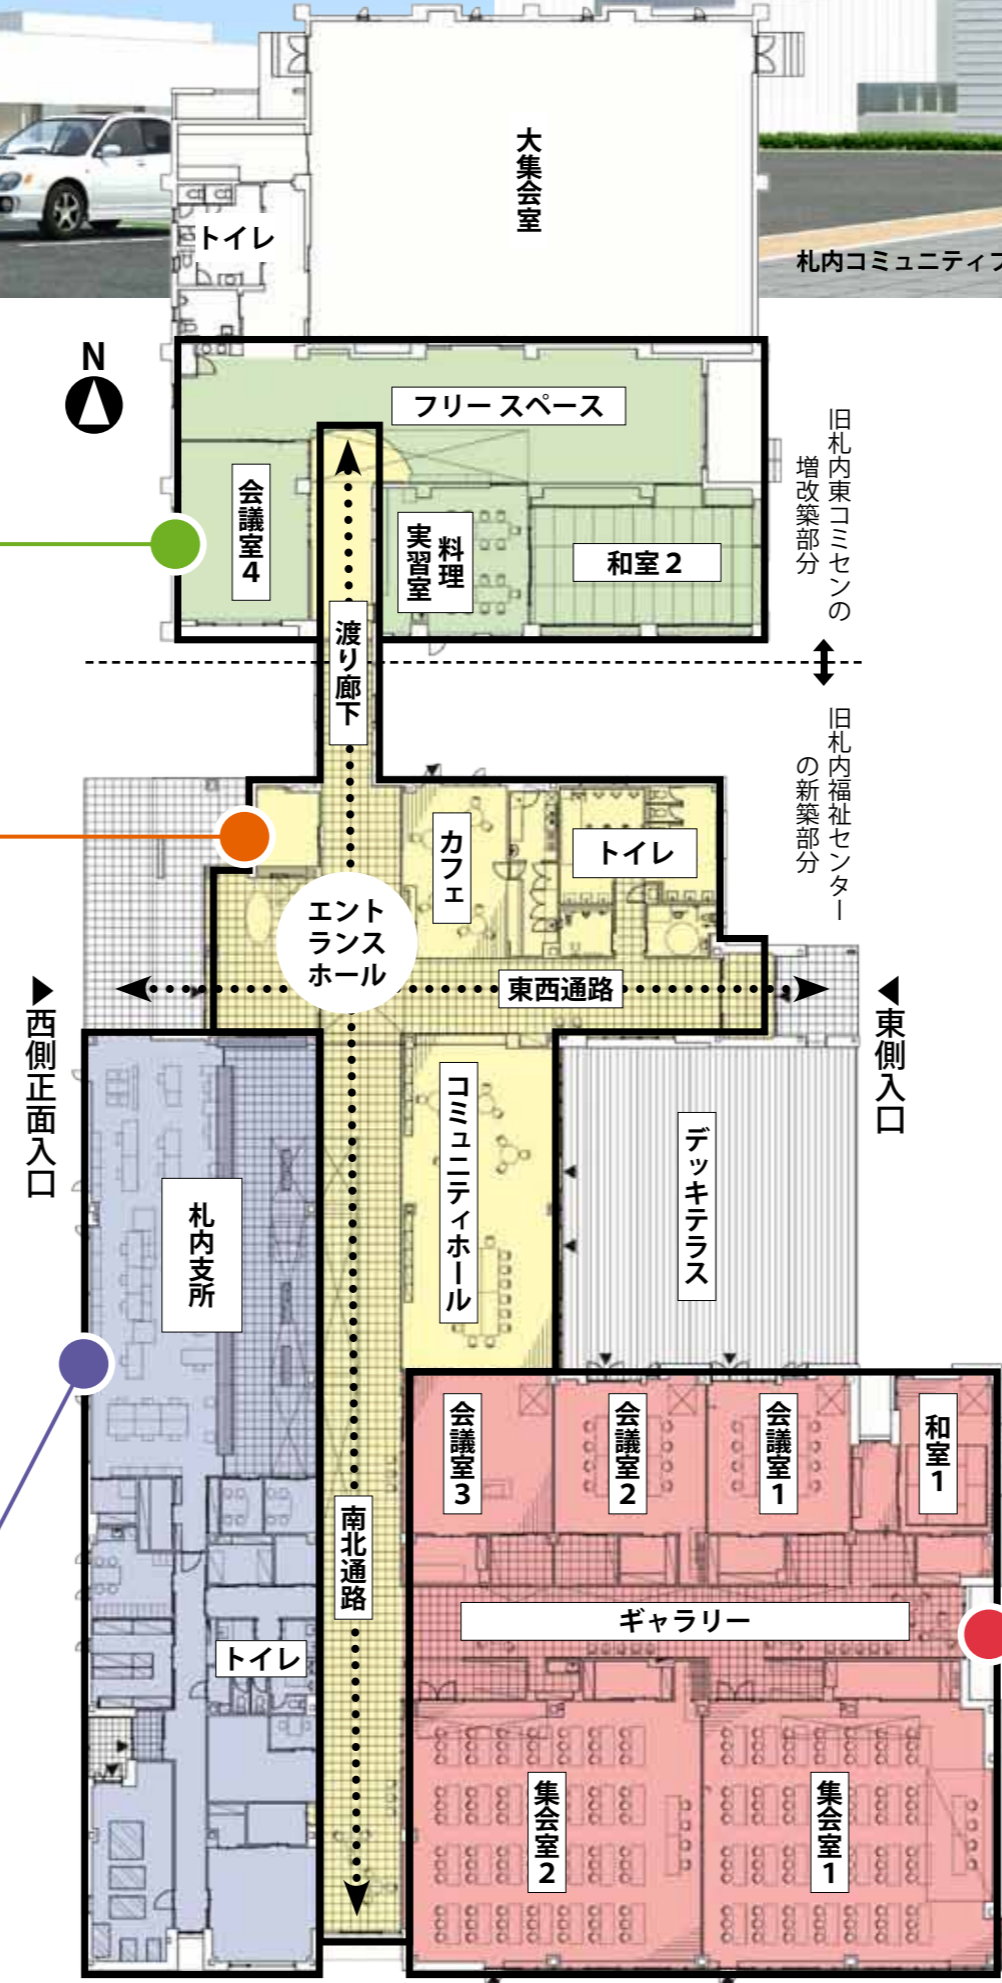 大集会室
トイレ
札内コミュニティプ
N
フリースペース
会議室4
料理
実習室
和室2
旧札内東コミセンの
増改築部分
渡り廊下
旧札内福祉センター
の新築部分
カフェ
トイレ
エント
ランス
ホール
東西通路
▶西側正面入口
◀東側入口
コミュニティホール
デッキテラス
札内支所
会議室3
会議室2
会議室1
和室1
南北通路
ギャラリー
トイレ
集会室2
集会室1